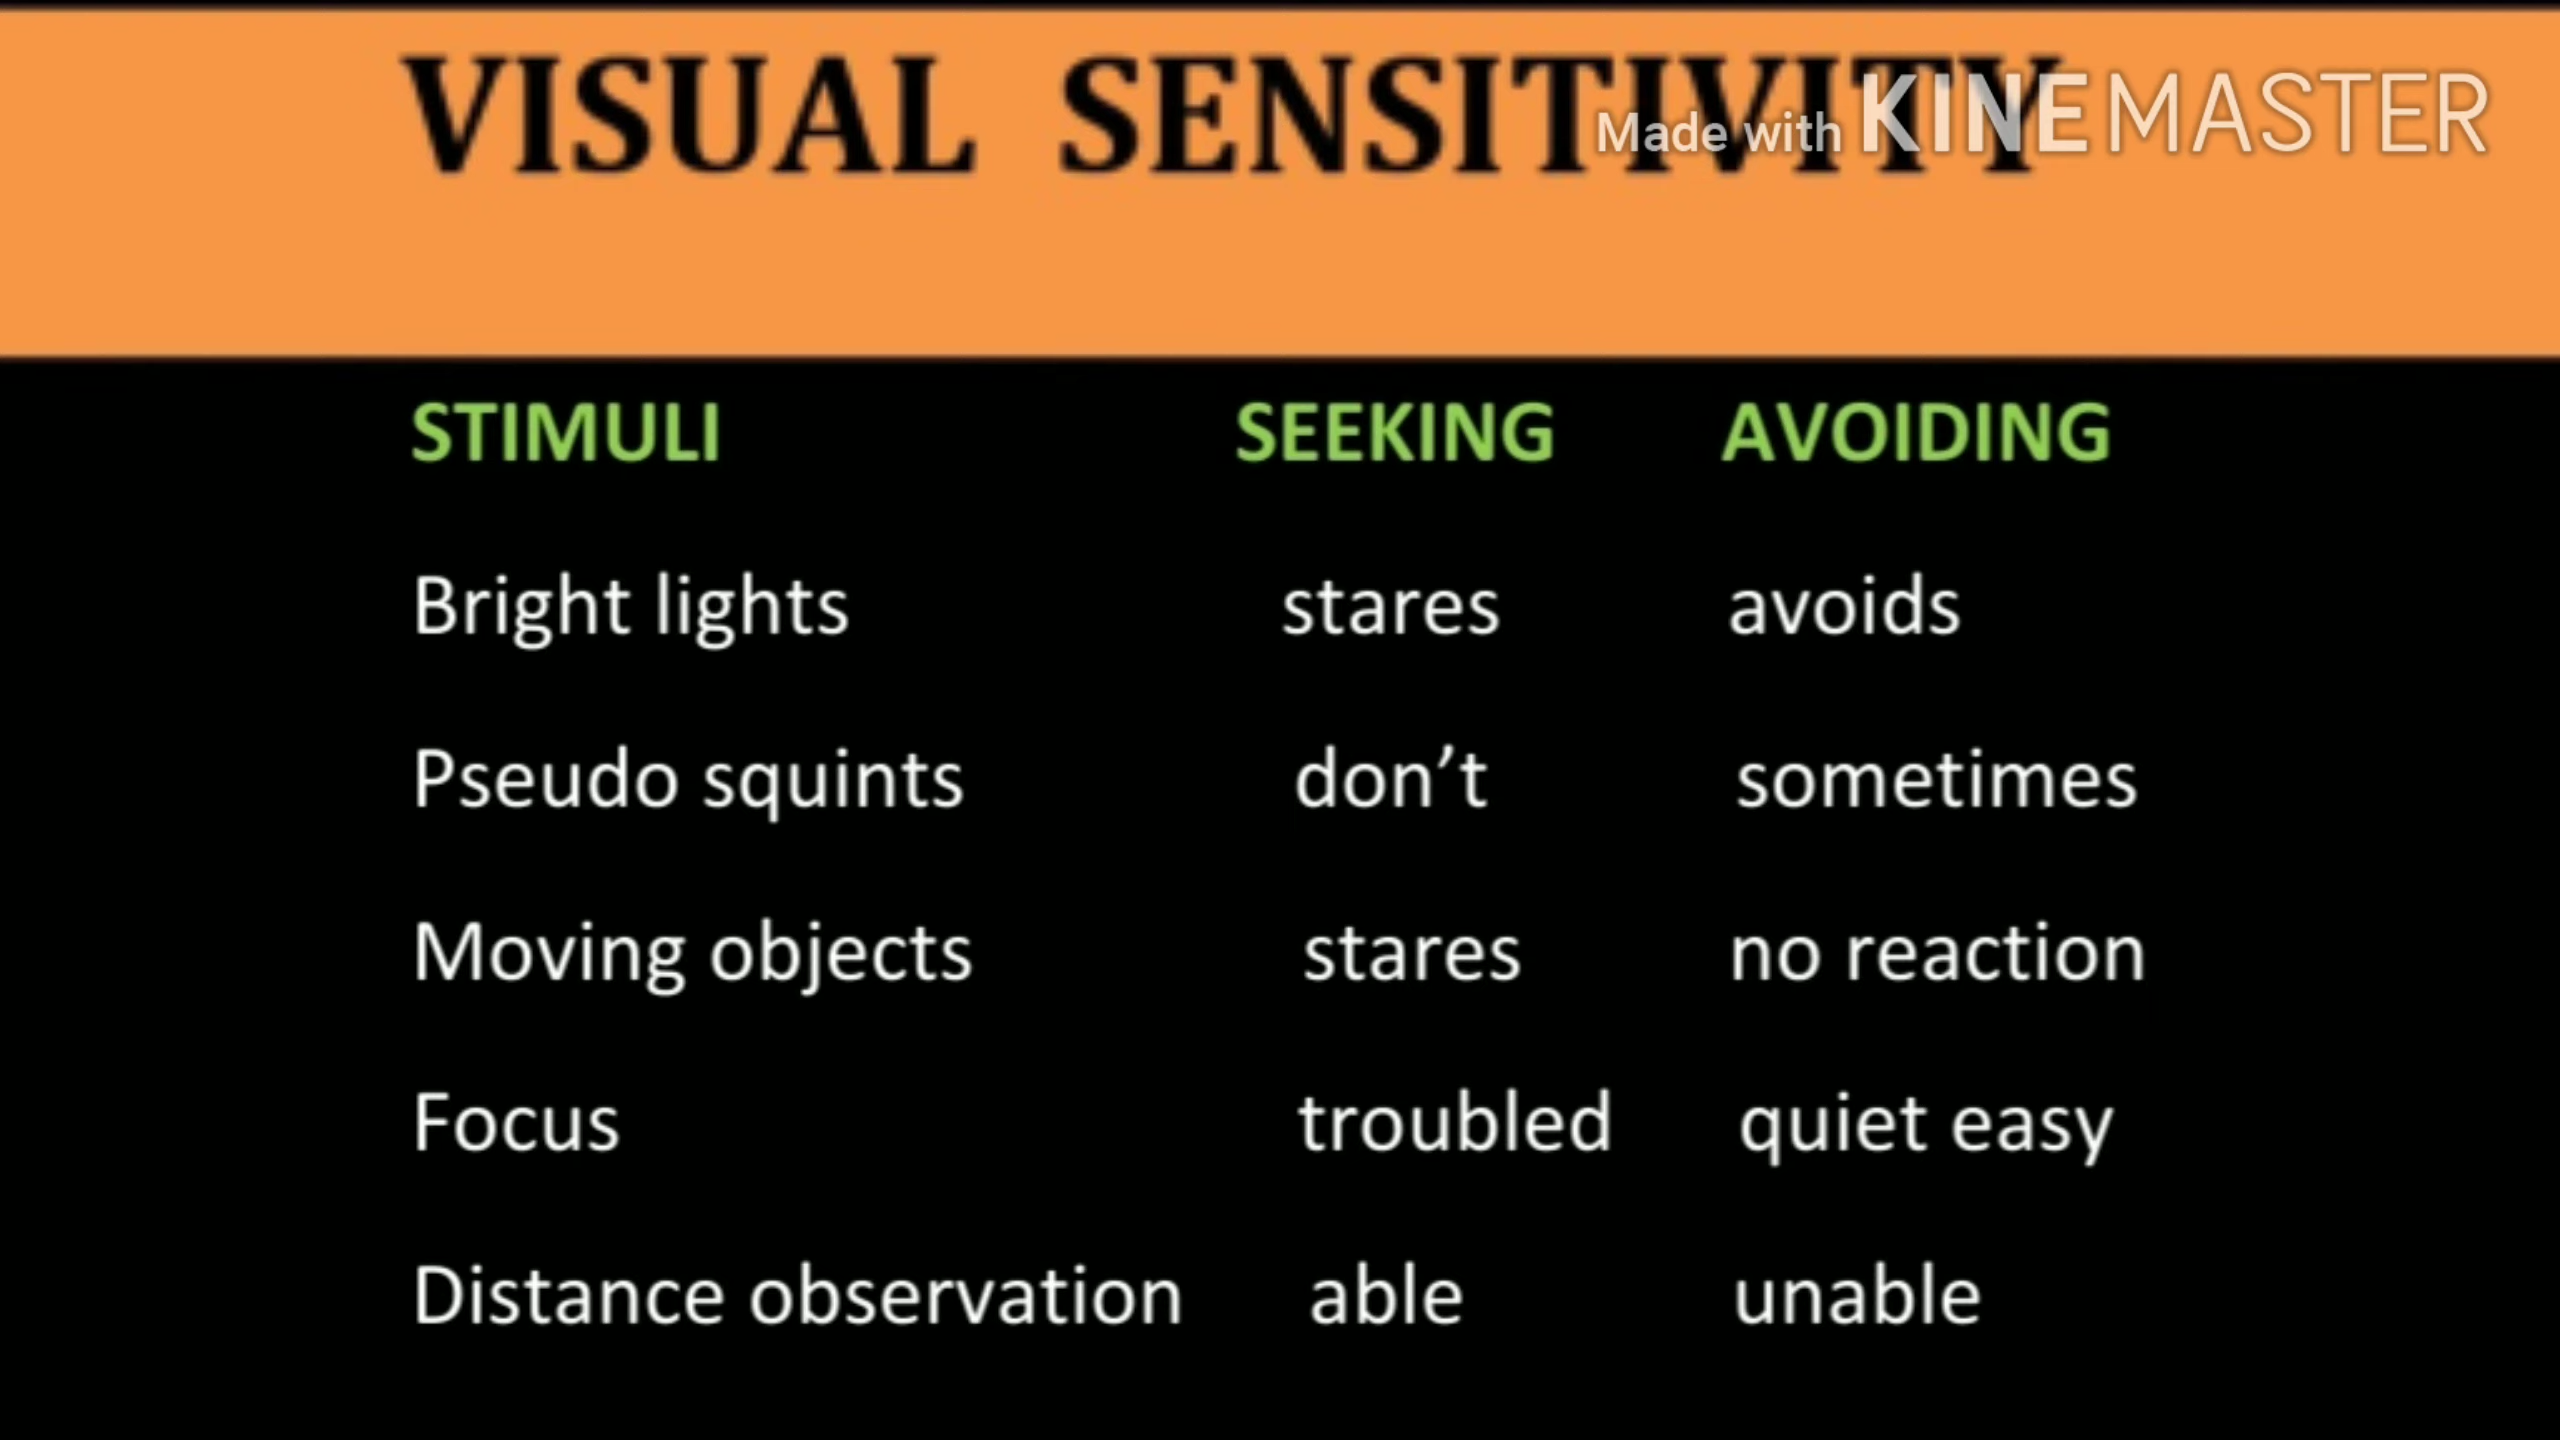 VISUAL SENSITIVITY
Made with KINEMASTER
STIMULI SEEKING AVOIDING
Bright lights stares avoids
Pseudo squints don’t sometimes
Moving objects stares no reaction
Focus troubled quiet easy
Distance observation able unable